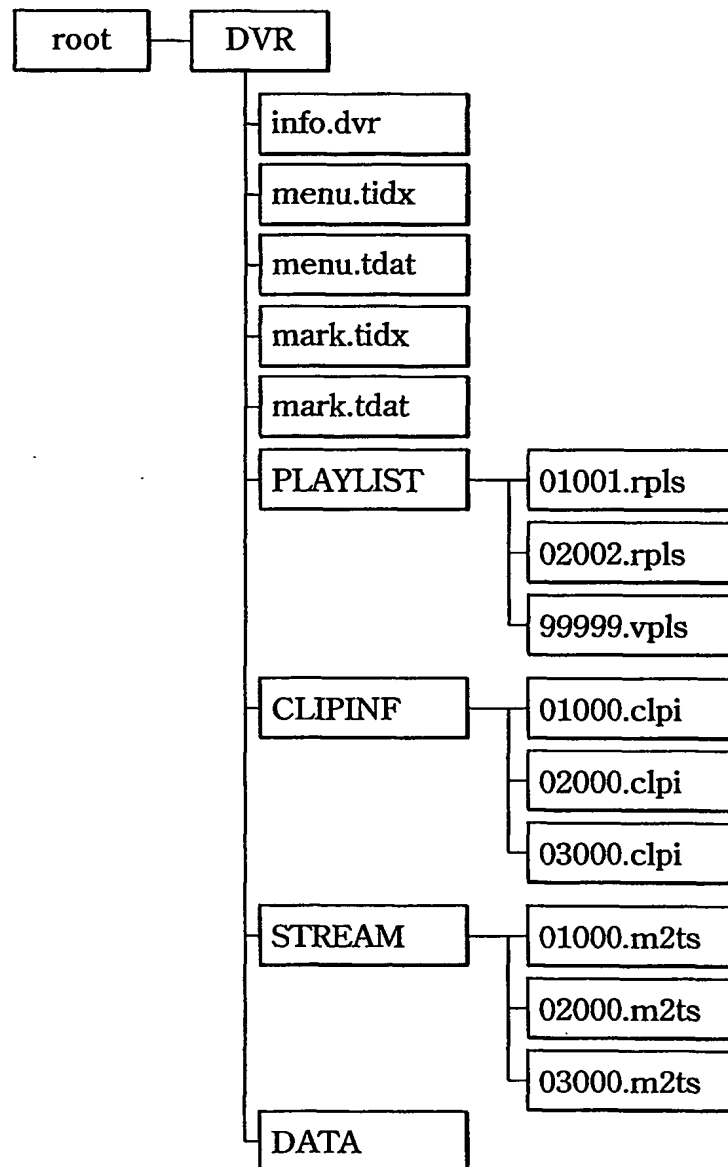 root DVR
info.dvr
menu.tidx
menu.tdat
mark.tidx
mark.tdat
PLAYLIST 01001.rpls
02002.rpls
99999.vpls
CLIPINF 01000.clpi
02000.clpi
03000.clpi
STREAM 01000.m2ts
02000.m2ts
03000.m2ts
DATA